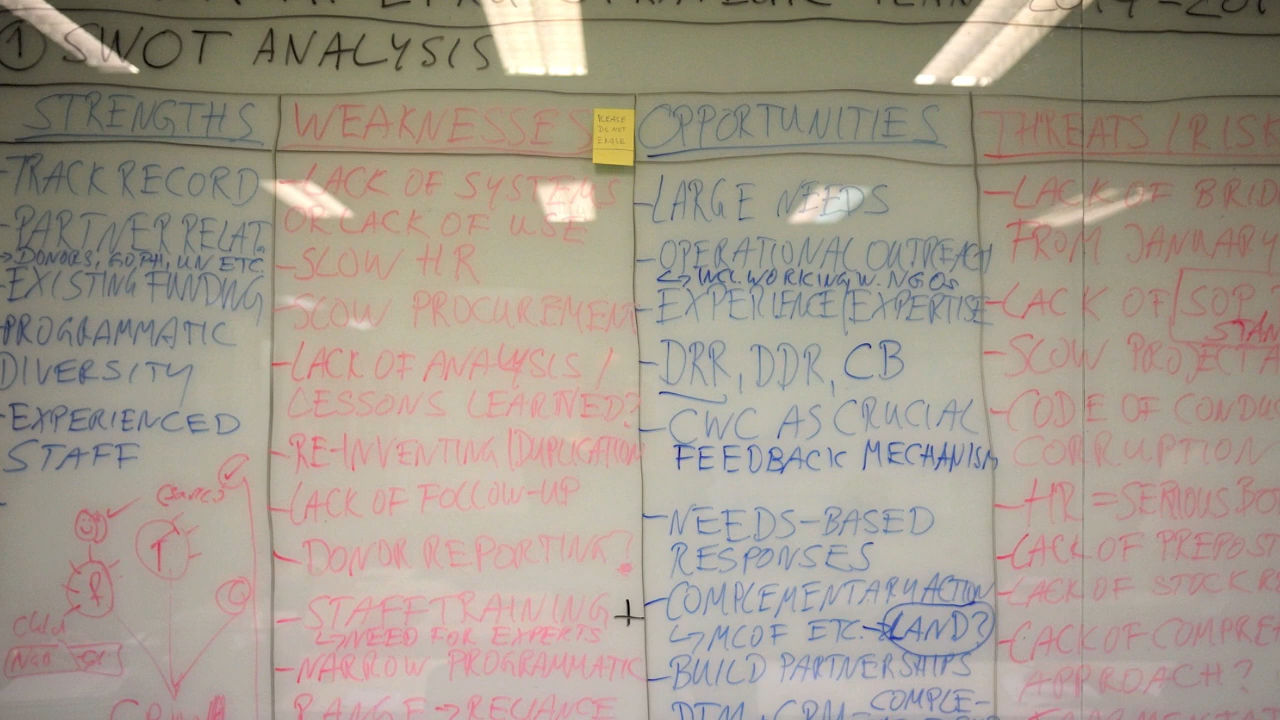 ① SWOT ANALYSIS
STRENGTHS
-TRACK RECORD
-PARTNER RELAT.
→DONORS, GOPH, UN ETC.
-EXISTING FUNDING
PROGRAMMATIC
DIVERSITY
-EXPERIENCED
STAFF
-
WEAKNESSES
PLEASE
DO NOT
ERASE
-LACK OF SYSTEMS
OR LACK OF USE
-SLOW HR
-SLOW PROCUREMENT
-LACK OF ANALYSIS /
LESSONS LEARNED?
-RE-INVENTING/DUPLICATION
-LACK OF FOLLOW-UP
-DONOR REPORTING?
-STAFF TRAINING
↳NEED FOR EXPERTS
-NARROW PROGRAMMATIC
RANGE→RELIANCE
OPPORTUNITIES
-LARGE NEEDS
-OPERATIONAL OUTREACH
↳INCL. WORKING W. NGOs
-EXPERIENCE/EXPERTISE
-DRR, DDR, CB
-CWC AS CRUCIAL
FEEDBACK MECHANISM
-NEEDS-BASED
RESPONSES
-COMPLEMENTARY ACTION
↳MCOF ETC.→LAND?
-BUILD PARTNERSHIPS
COMPLE-
THREATS/RISK
-LACK OF BRID
FROM JANUARY
-LACK OF SOP
STAN
-SLOW PROJECT A
-CODE OF CONDU
CORRUPTION
-HR = SERIOUS BO
-LACK OF PREPOST
-LACK OF STOCK R
-LACK OF COMPRE
APPROACH?